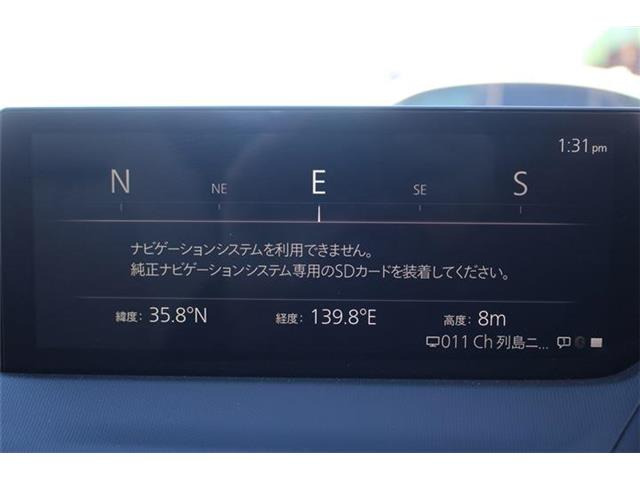 1:31pm
N NE E SE S
ナビゲーションシステムを利用できません。
純正ナビゲーションシステム専用のSDカードを装着してください。
緯度: 35.8°N 経度: 139.8°E 高度: 8m
011 Ch 列島ニ...